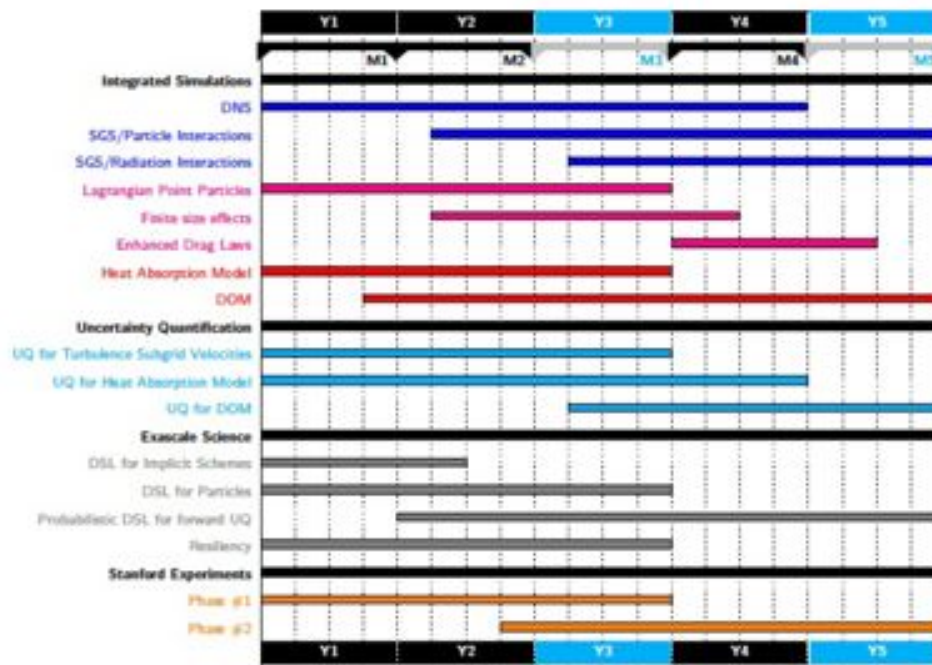 Y1 Y2 Y3 Y4 Y5
M1 M2 M3 M4 M5
Integrated Simulations
DNS
SGS/Particle Interactions
SGS/Radiation Interactions
Lagrangian Point Particles
Finite size effects
Enhanced Drag Laws
Heat Absorption Model
DOM
Uncertainty Quantification
UQ for Turbulence Subgrid Velocities
UQ for Heat Absorption Model
UQ for DOM
Exascale Science
DSL for Implicit Schemes
DSL for Particles
Probabilistic DSL for forward UQ
Resiliency
Stanford Experiments
Phase #1
Phase #2
Y1 Y2 Y3 Y4 Y5